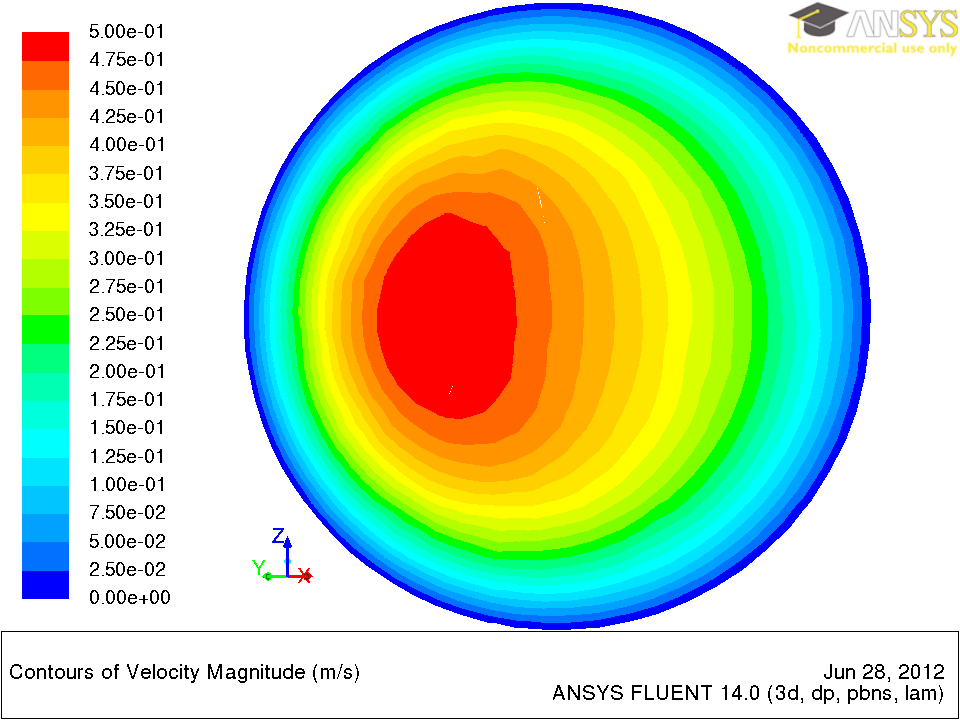 5.00e-01
4.75e-01
4.50e-01
4.25e-01
4.00e-01
3.75e-01
3.50e-01
3.25e-01
3.00e-01
2.75e-01
2.50e-01
2.25e-01
2.00e-01
1.75e-01
1.50e-01
1.25e-01
1.00e-01
7.50e-02
5.00e-02
2.50e-02
0.00e+00
ANSYS
Noncommercial use only
Z
Y
X
Contours of Velocity Magnitude (m/s)
Jun 28, 2012
ANSYS FLUENT 14.0 (3d, dp, pbns, lam)